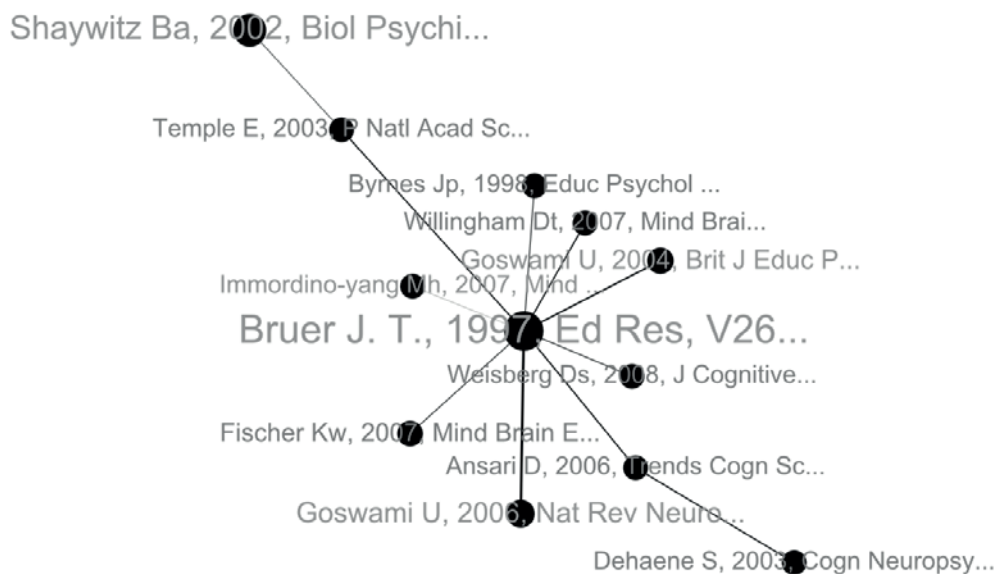 Shaywitz Ba, 2002, Biol Psychi...
Temple E, 2003, P Natl Acad Sc...
Byrnes Jp, 1998, Educ Psychol ...
Willingham Dt, 2007, Mind Brai...
Goswami U, 2004, Brit J Educ P...
Immordino-yang Mh, 2007, Mind ...
Bruer J. T., 1997, Ed Res, V26...
Weisberg Ds, 2008, J Cognitive...
Fischer Kw, 2007, Mind Brain E...
Ansari D, 2006, Trends Cogn Sc...
Goswami U, 2006, Nat Rev Neuro...
Dehaene S, 2003, Cogn Neuropsy...